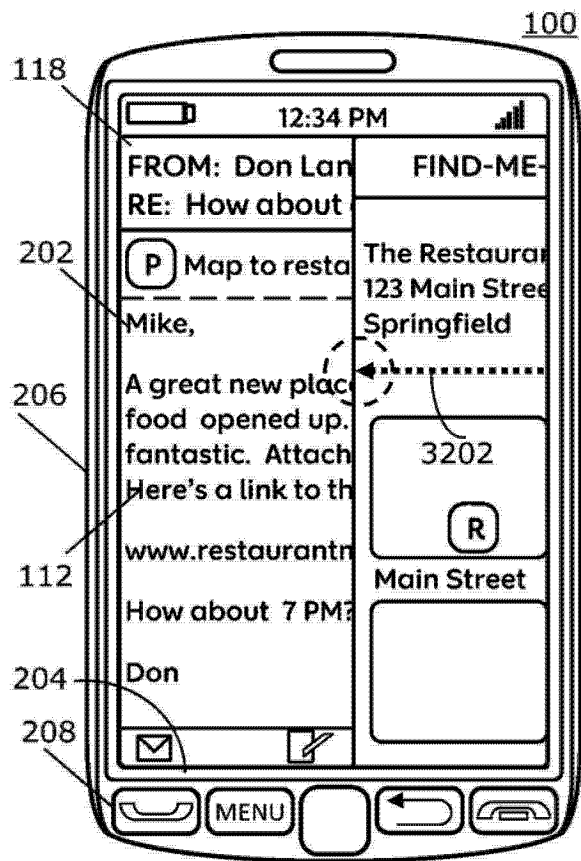 100
118
12:34 PM
FROM: Don Lan
RE: How about
FIND-ME-
202
P Map to resta
The Restaurar
123 Main Stree
Springfield
Mike,
206
A great new place
food opened up.
fantastic. Attach
Here's a link to th
3202
R
112
www.restaurantn
Main Street
How about 7 PM?
204
Don
208
MENU